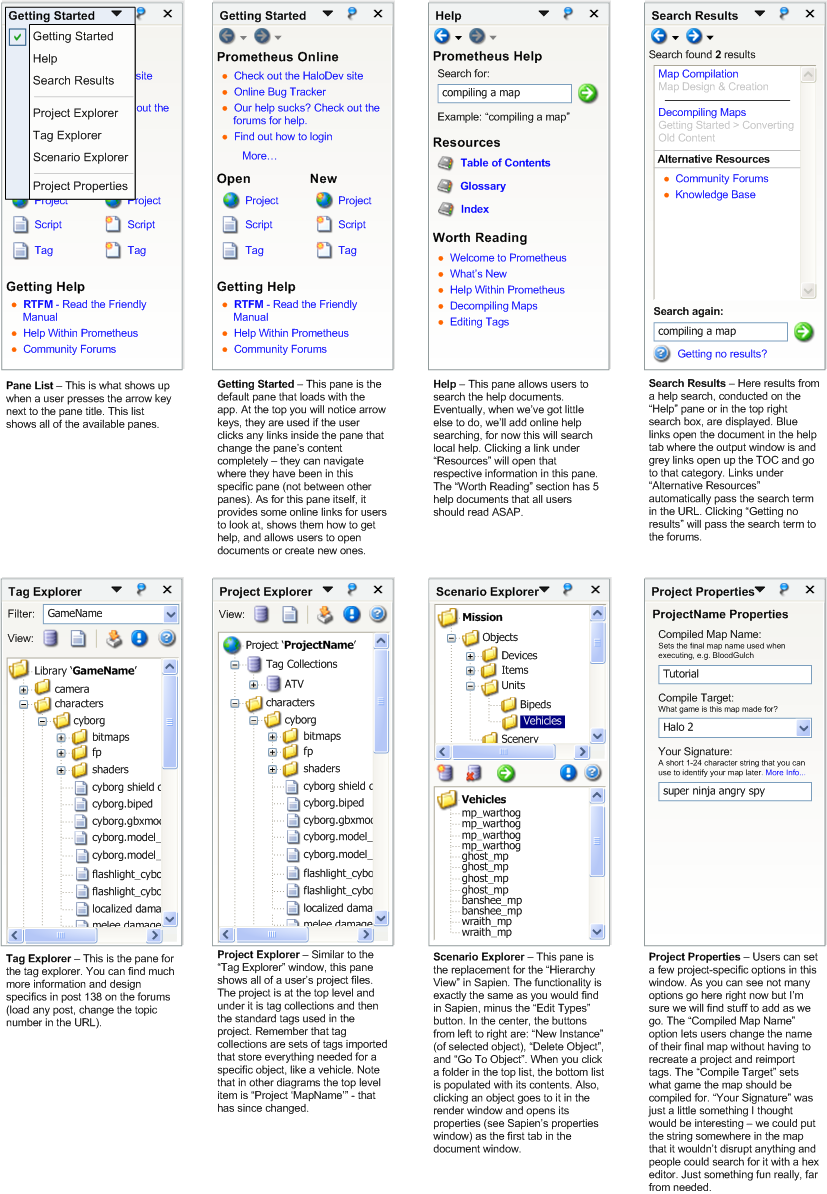 Getting Started
Getting Started
Help
Search Results
Project Explorer
Tag Explorer
Scenario Explorer
Project Properties
site
out the
Project
Project
Script
Script
Tag
Tag
Getting Help
RTFM - Read the Friendly
Manual
Help Within Prometheus
Community Forums
Pane List – This is what shows up
when a user presses the arrow key
next to the pane title. This list
shows all of the available panes.
Getting Started
Prometheus Online
Check out the HaloDev site
Online Bug Tracker
Our help sucks? Check out the
forums for help.
Find out how to login
More...
Open
New
Project
Project
Script
Script
Tag
Tag
Getting Help
RTFM - Read the Friendly
Manual
Help Within Prometheus
Community Forums
Getting Started – This pane is the
default pane that loads with the
app. At the top you will notice arrow
keys, they are used if the user
clicks any links inside the pane that
change the pane's content
completely – they can navigate
where they have been in this
specific pane (not between other
panes). As for this pane itself, it
provides some online links for users
to look at, shows them how to get
help, and allows users to open
documents or create new ones.
Help
Prometheus Help
Search for:
compiling a map
Example: “compiling a map”
Resources
Table of Contents
Glossary
Index
Worth Reading
Welcome to Prometheus
What's New
Help Within Prometheus
Decompiling Maps
Editing Tags
Help – This pane allows users to
search the help documents.
Eventually, when we've got little
else to do, we'll add online help
searching, for now this will search
local help. Clicking a link under
“Resources” will open that
respective information in this pane.
The “Worth Reading” section has 5
help documents that all users
should read ASAP.
Search Results
Search found 2 results
Map Compilation
Map Design & Creation
Decompiling Maps
Getting Started > Converting
Old Content
Alternative Resources
Community Forums
Knowledge Base
Search again:
compiling a map
Getting no results?
Search Results – Here results from
a help search, conducted on the
“Help” pane or in the top right
search box, are displayed. Blue
links open the document in the help
tab where the output window is and
grey links open up the TOC and go
to that category. Links under
“Alternative Resources”
automatically pass the search term
in the URL. Clicking “Getting no
results” will pass the search term to
the forums.
Tag Explorer
Filter:
GameName
View:
Library ‘GameName’
camera
characters
cyborg
bitmaps
fp
shaders
cyborg shield c
cyborg.biped
cyborg.gbxmod
cyborg.model_
cyborg.model_
flashlight_cybo
flashlight_cybo
localized dama
melee damage
Tag Explorer – This is the pane for
the tag explorer. You can find much
more information and design
specifics in post 138 on the forums
(load any post, change the topic
number in the URL).
Project Explorer
View:
Project ‘ProjectName’
Tag Collections
ATV
characters
cyborg
bitmaps
fp
shaders
cyborg shield c
cyborg.biped
cyborg.gbxmod
cyborg.model_
cyborg.model_
flashlight_cybo
flashlight_cybo
localized dama
melee damage
Project Explorer – Similar to the
“Tag Explorer” window, this pane
shows all of a user's project files.
The project is at the top level and
under it is tag collections and then
the standard tags used in the
project. Remember that tag
collections are sets of tags imported
that store everything needed for a
specific object, like a vehicle. Note
that in other diagrams the top level
item is “Project 'MapName'” - that
has since changed.
Scenario Explorer
Mission
Objects
Devices
Items
Units
Bipeds
Vehicles
Scenery
Vehicles
mp_warthog
mp_warthog
mp_warthog
mp_warthog
ghost_mp
ghost_mp
ghost_mp
ghost_mp
banshee_mp
banshee_mp
wraith_mp
wraith_mp
Scenario Explorer – This pane is
the replacement for the “Hierarchy
View” in Sapien. The functionality is
exactly the same as you would find
in Sapien, minus the “Edit Types”
button. In the center, the buttons
from left to right are: “New Instance”
(of selected object), “Delete Object”,
and “Go To Object”. When you click
a folder in the top list, the bottom list
is populated with its contents. Also,
clicking an object goes to it in the
render window and opens its
properties (see Sapien's properties
window) as the first tab in the
document window.
Project Properties
ProjectName Properties
Compiled Map Name:
Sets the final map name used when
executing, e.g. BloodGulch
Tutorial
Compile Target:
What game is this map made for?
Halo 2
Your Signature:
A short 1-24 character string that you can
use to identify your map later. More Info...
super ninja angry spy
Project Properties – Users can set
a few project-specific options in this
window. As you can see not many
options go here right now but I'm
sure we will find stuff to add as we
go. The “Compiled Map Name”
option lets users change the name
of their final map without having to
recreate a project and reimport
tags. The “Compile Target” sets
what game the map should be
compiled for. “Your Signature” was
just a little something I thought
would be interesting – we could put
the string somewhere in the map
that it wouldn't disrupt anything and
people could search for it with a hex
editor. Just something fun really, far
from needed.